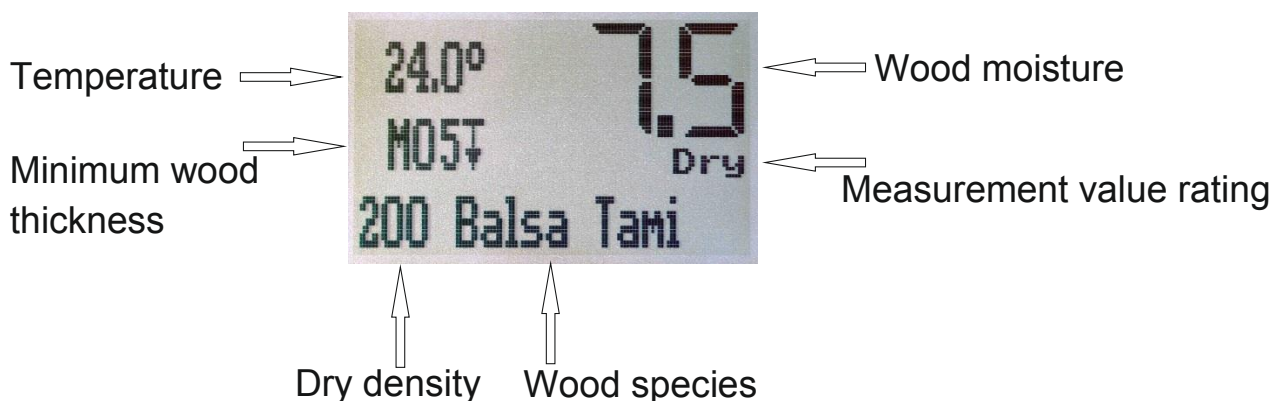 Temperature
24.0º
7.5
Wood moisture
Minimum wood
thickness
M05
Dry
Measurement value rating
200 Balsa Tami
Dry density
Wood species